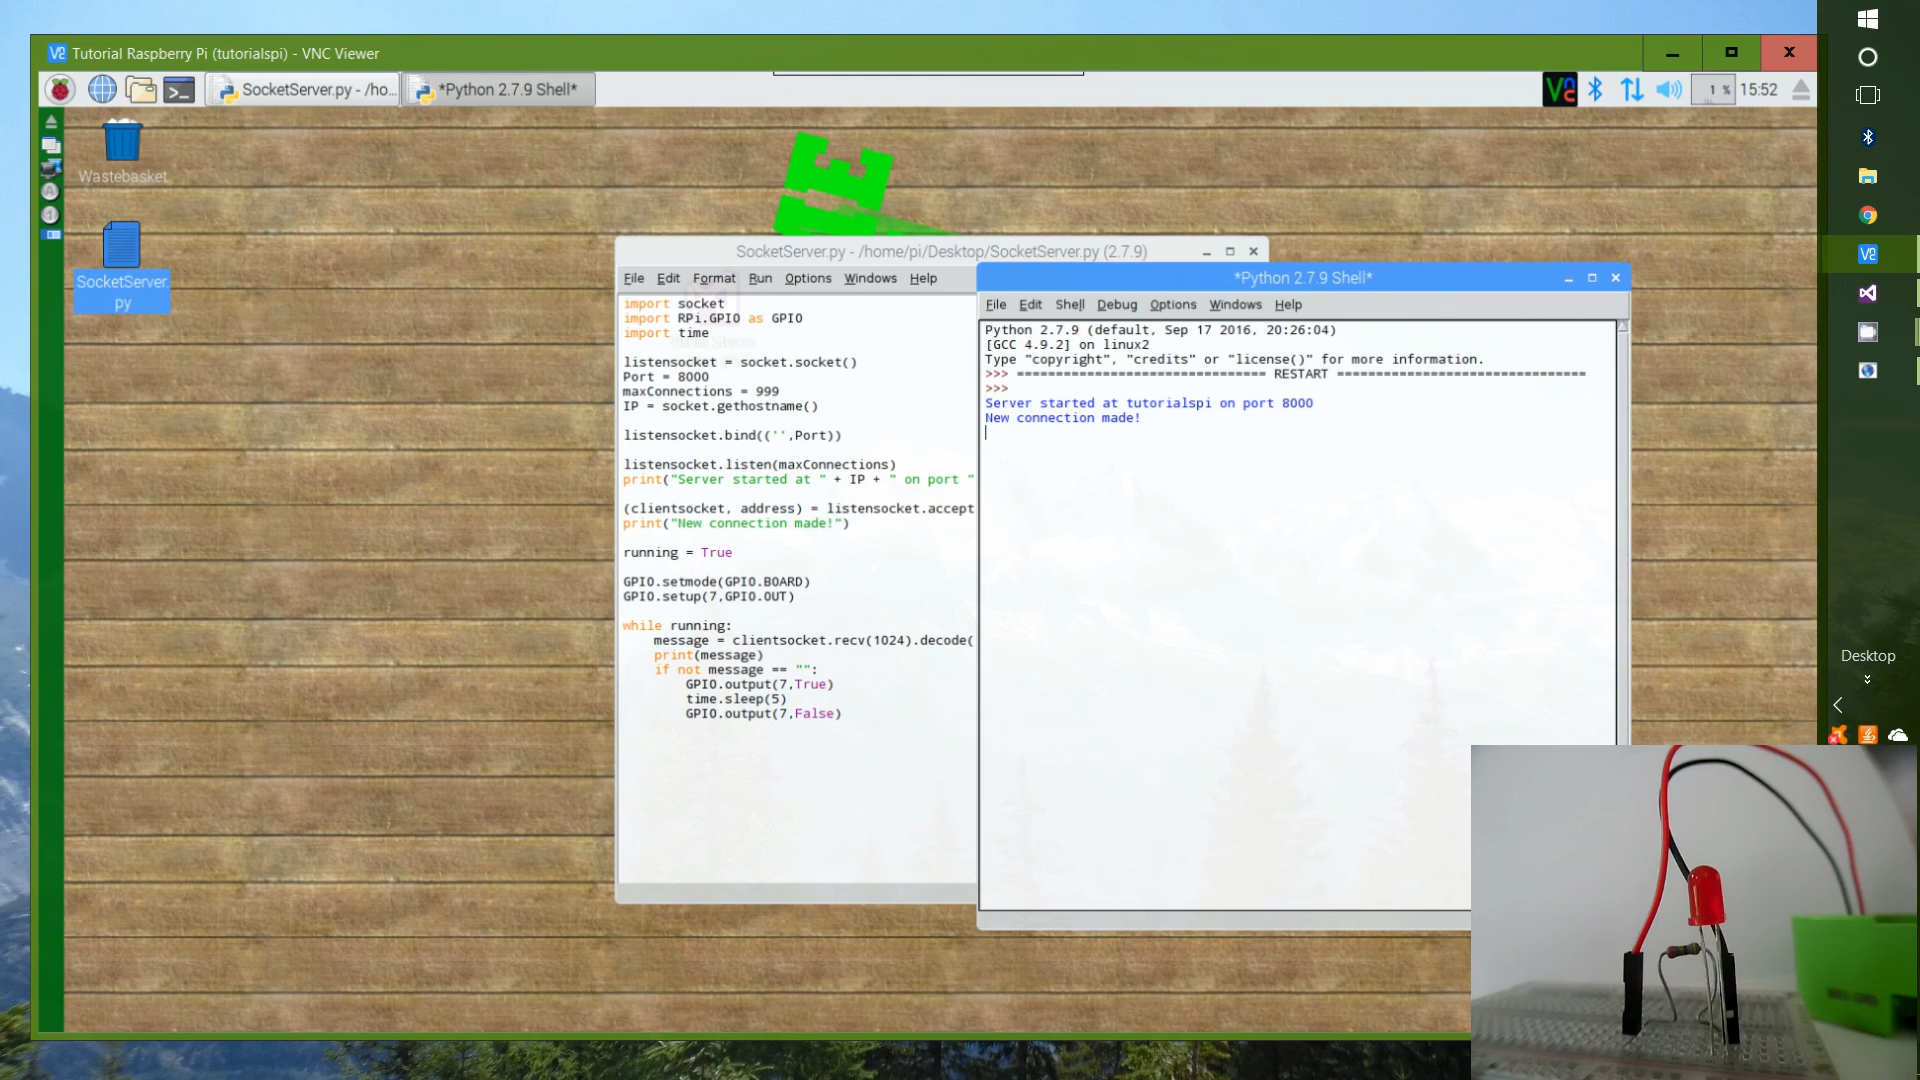 Tutorial Raspberry Pi (tutorialspi) - VNC Viewer
SocketServer.py - /ho...
*Python 2.7.9 Shell*
1 %
15:52
Wastebasket
SocketServer.
py
SocketServer.py - /home/pi/Desktop/SocketServer.py (2.7.9)
File Edit Format Run Options Windows Help
import socket
import RPi.GPIO as GPIO
import time
listensocket = socket.socket()
Port = 8000
maxConnections = 999
IP = socket.gethostname()
listensocket.bind(('',Port))
listensocket.listen(maxConnections)
print("Server started at " + IP + " on port "
(clientsocket, address) = listensocket.accept
print("New connection made!")
running = True
GPIO.setmode(GPIO.BOARD)
GPIO.setup(7,GPIO.OUT)
while running:
    message = clientsocket.recv(1024).decode(
    print(message)
    if not message == "":
        GPIO.output(7,True)
        time.sleep(5)
        GPIO.output(7,False)
*Python 2.7.9 Shell*
File Edit Shell Debug Options Windows Help
Python 2.7.9 (default, Sep 17 2016, 20:26:04)
[GCC 4.9.2] on linux2
Type "copyright", "credits" or "license()" for more information.
>>> ================================ RESTART ================================
>>>
Server started at tutorialspi on port 8000
New connection made!
Desktop